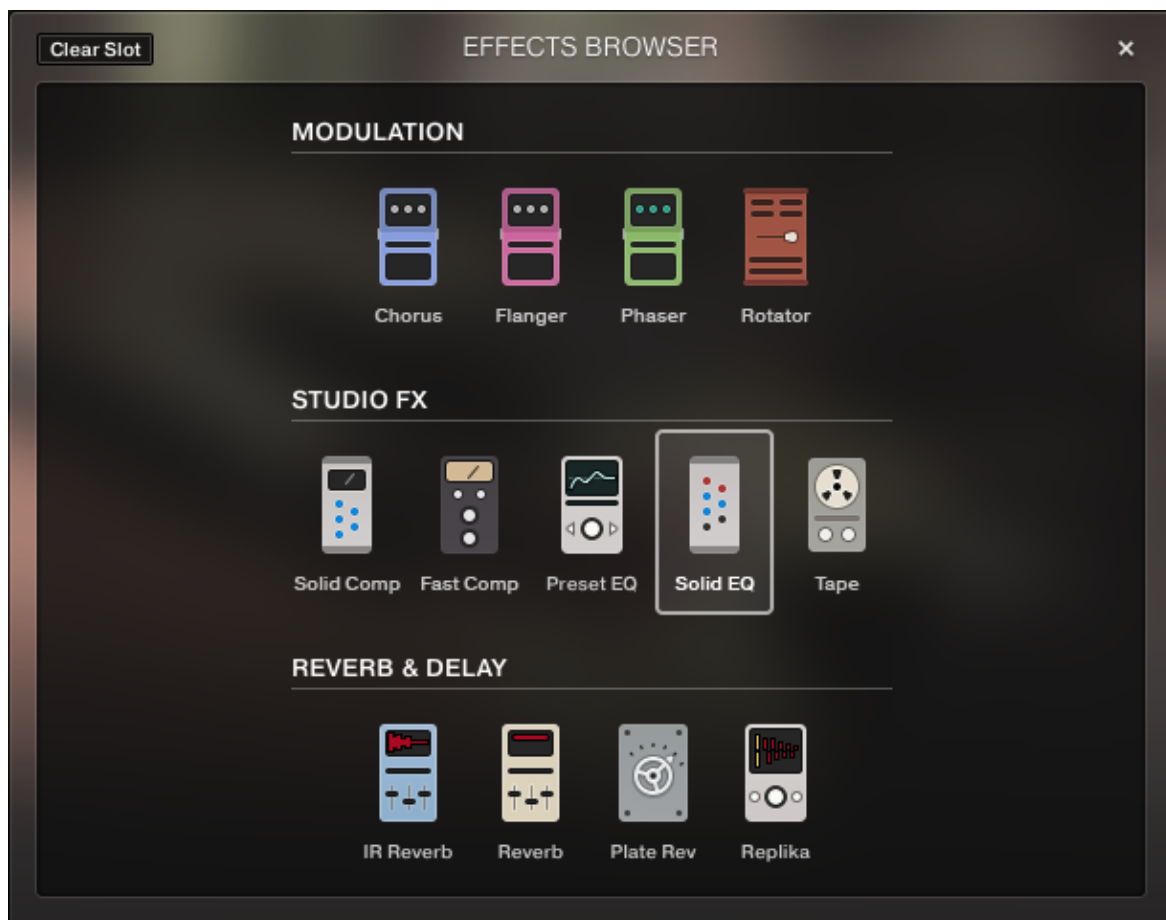 Clear Slot EFFECTS BROWSER ×
MODULATION
Chorus Flanger Phaser Rotator
STUDIO FX
Solid Comp Fast Comp Preset EQ Solid EQ Tape
REVERB & DELAY
IR Reverb Reverb Plate Rev Replika